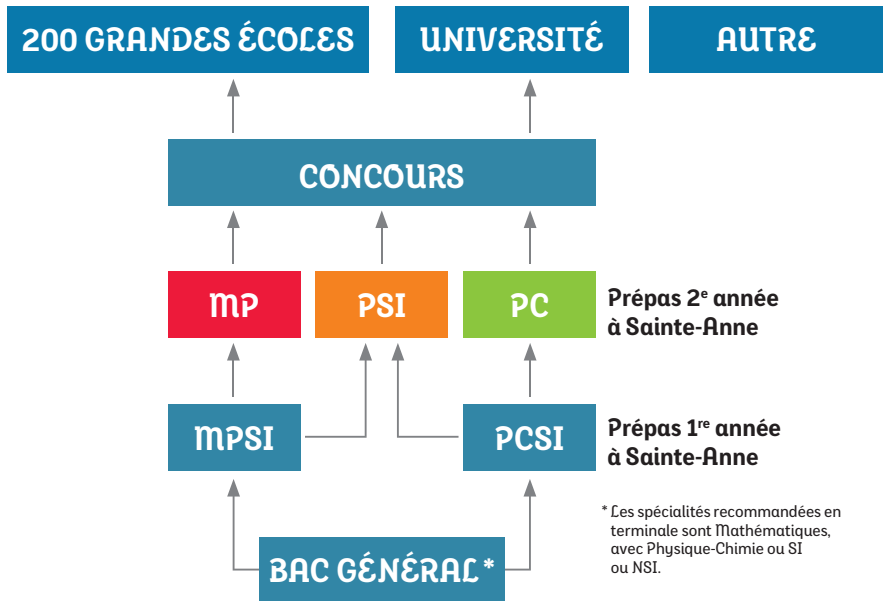 200 GRANDES ÉCOLES
UNIVERSITÉ
AUTRE
CONCOURS
MP
PSI
PC
Prépas 2e année
à Sainte-Anne
MPSI
PCSI
Prépas 1re année
à Sainte-Anne
* Les spécialités recommandées en
terminale sont Mathématiques,
avec Physique-Chimie ou SI
ou NSI.
BAC GÉNÉRAL *